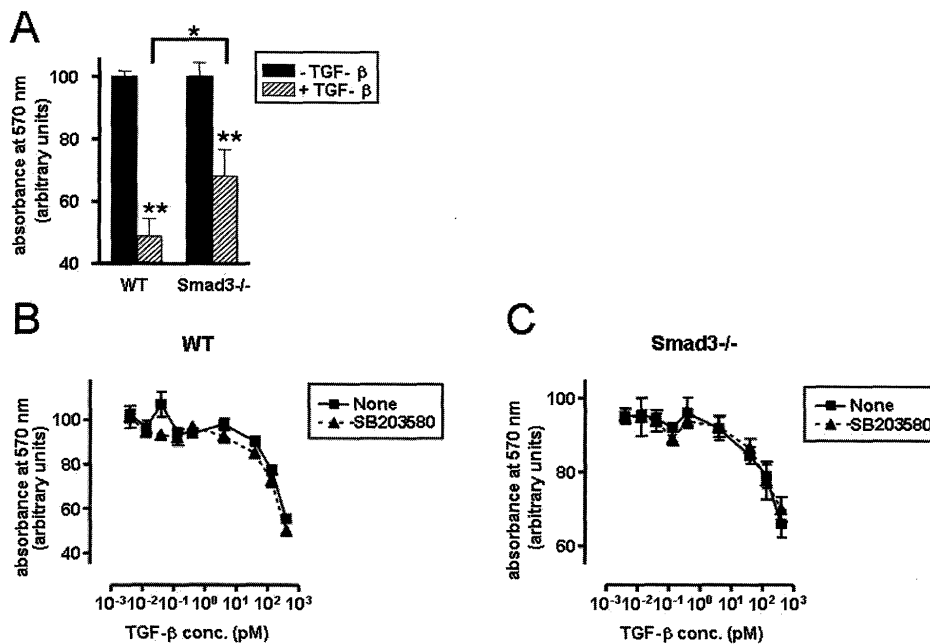 A
*
- TGF- β
+ TGF- β
absorbance at 570 nm
(arbitrary units)
100
80
60
40
**
**
WT
Smad3-/-
B
WT
None
SB203580
absorbance at 570 nm
(arbitrary units)
100
80
60
40
10⁻³ 10⁻² 10⁻¹ 10⁰ 10¹ 10² 10³
TGF-β conc. (pM)
C
Smad3-/-
None
SB203580
absorbance at 570 nm
(arbitrary units)
100
80
60
10⁻³ 10⁻² 10⁻¹ 10⁰ 10¹ 10² 10³
TGF-β conc. (pM)